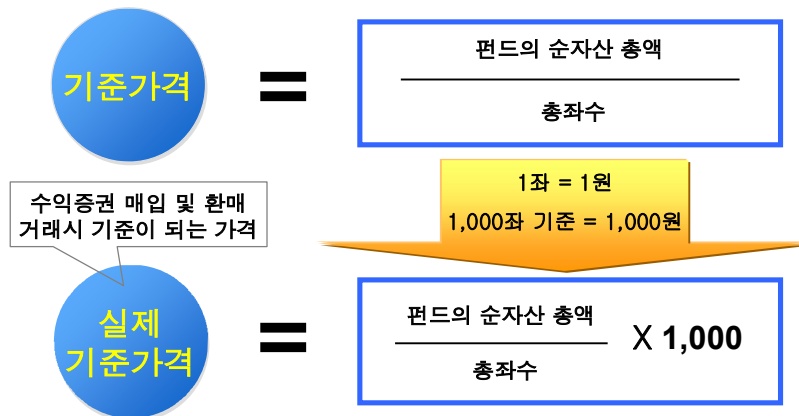 기준가격
=
펀드의 순자산 총액
총좌수
1좌 = 1원
1,000좌 기준 = 1,000원
수익증권 매입 및 환매
거래시 기준이 되는 가격
실제
기준가격
=
펀드의 순자산 총액
총좌수
X 1,000